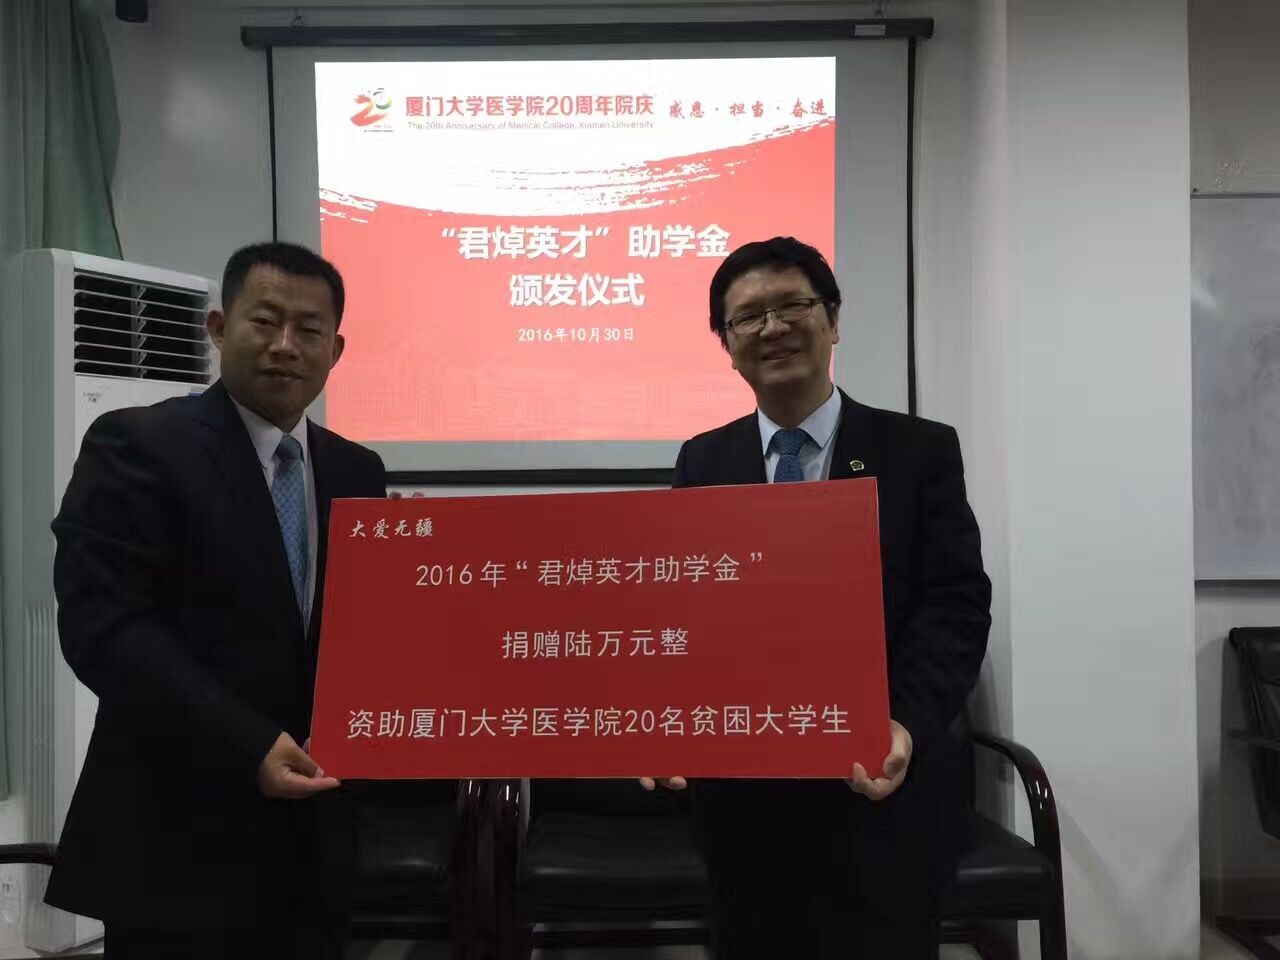 厦门大学医学院20周年院庆 感恩·担当·奋进
The 20th Anniversary of Medical College, Xiamen University
“君焯英才”助学金
颁发仪式
2016年10月30日
大爱无疆
2016年“君焯英才助学金”
捐赠陆万元整
资助厦门大学医学院20名贫困大学生